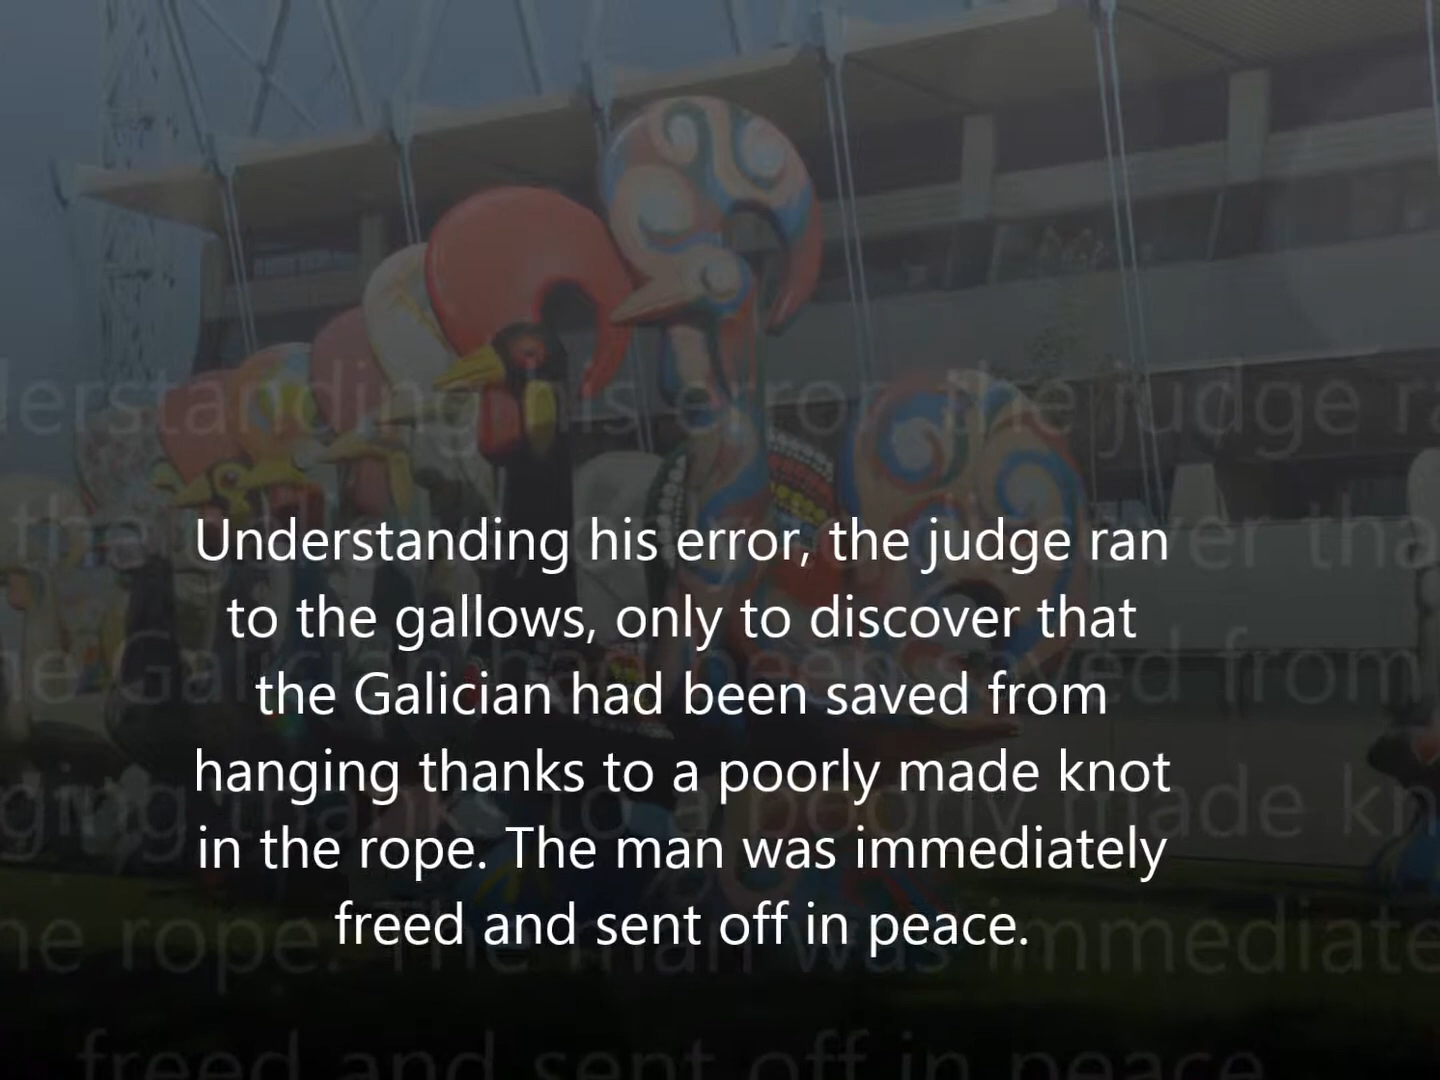 Understanding his error, the judge ran
to the gallows, only to discover that
the Galician had been saved from
hanging thanks to a poorly made knot
in the rope. The man was immediately
freed and sent off in peace.